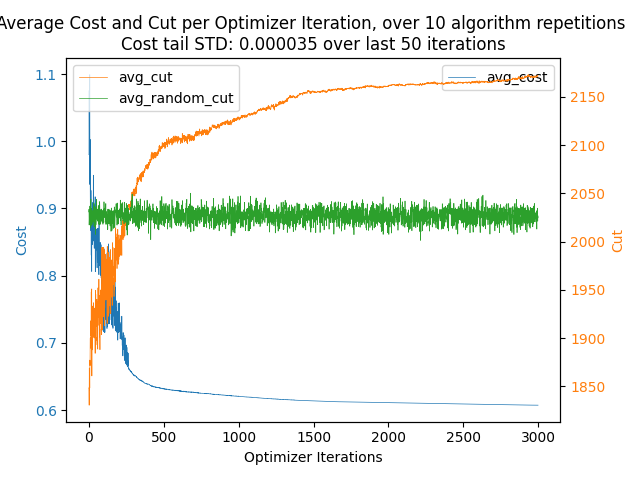 Average Cost and Cut per Optimizer Iteration, over 10 algorithm repetitions
Cost tail STD: 0.000035 over last 50 iterations
avg_cut
avg_random_cut
avg_cost
1.1
1.0
0.9
0.8
0.7
0.6
Cost
2150
2100
2050
2000
1950
1900
1850
Cut
0 500 1000 1500 2000 2500 3000
Optimizer Iterations